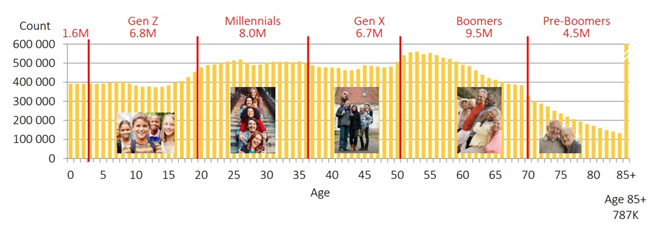 Count
1.6M
Gen Z
6.8M
Millennials
8.0M
Gen X
6.7M
Boomers
9.5M
Pre-Boomers
4.5M
600 000
500 000
400 000
300 000
200 000
100 000
0
0 5 10 15 20 25 30 35 40 45 50 55 60 65 70 75 80 85+
Age
Age 85+
787K